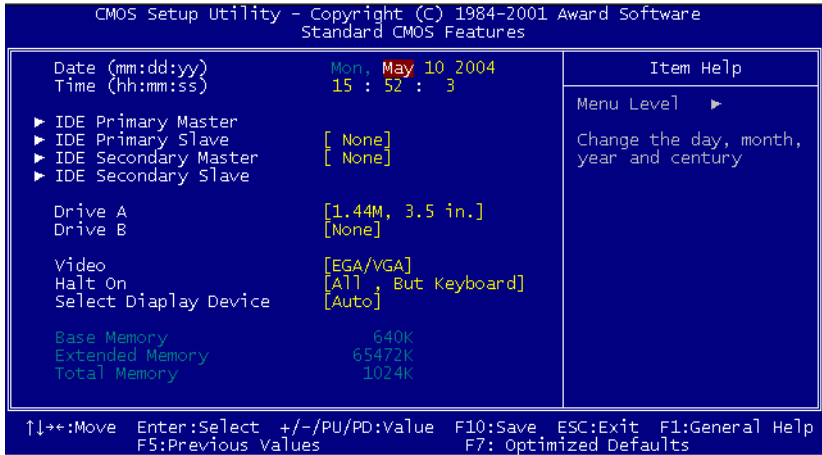 CMOS Setup Utility – Copyright (C) 1984-2001 Award Software
Standard CMOS Features
Date (mm:dd:yy) Mon, May 10 2004
Time (hh:mm:ss) 15 : 52 : 3
► IDE Primary Master
► IDE Primary Slave [ None]
► IDE Secondary Master [ None]
► IDE Secondary Slave
Drive A [1.44M, 3.5 in.]
Drive B [None]
Video [EGA/VGA]
Halt On [All , But Keyboard]
Select Diaplay Device [Auto]
Base Memory 640K
Extended Memory 65472K
Total Memory 1024K
Item Help
Menu Level ►
Change the day, month,
year and century
↑↓→←:Move Enter:Select +/-/PU/PD:Value F10:Save ESC:Exit F1:General Help
F5:Previous Values F7: Optimized Defaults